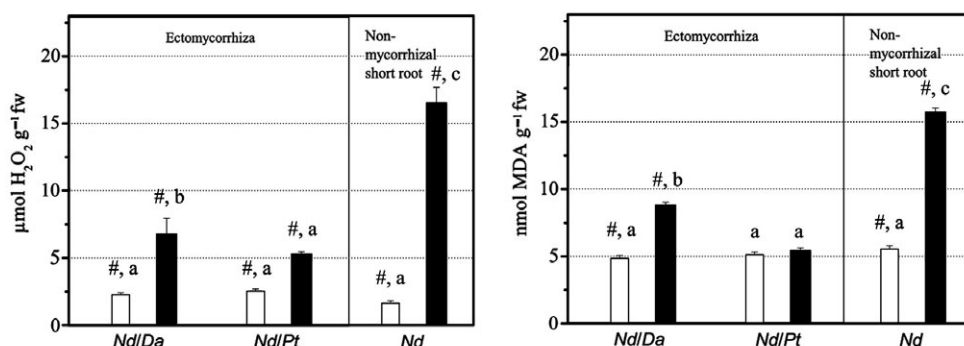 μmol H₂O₂ g⁻¹ fw
20
15
10
5
0
Ectomycorrhiza
Non-
mycorrhizal
short root
#, a
#, b
#, a
#, a
#, a
#, c
Nd/Da
Nd/Pt
Nd
nmol MDA g⁻¹ fw
20
15
10
5
0
Ectomycorrhiza
Non-
mycorrhizal
short root
#, a
#, b
a
a
#, a
#, c
Nd/Da
Nd/Pt
Nd